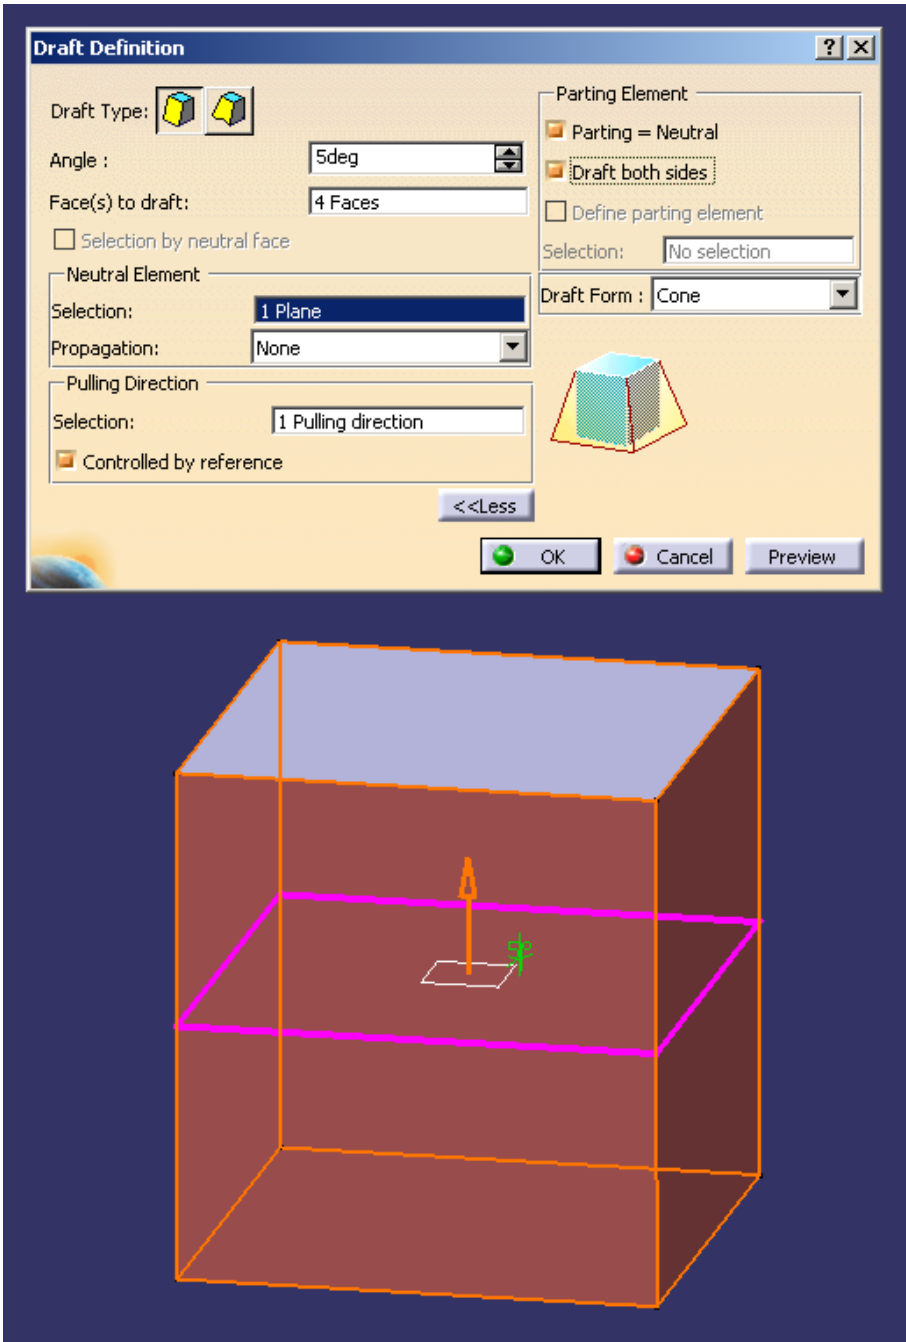 Draft Definition
Draft Type:
Angle :
5deg
Face(s) to draft:
4 Faces
Selection by neutral face
Neutral Element
Selection:
1 Plane
Propagation:
None
Pulling Direction
Selection:
1 Pulling direction
Controlled by reference
<<Less
Parting Element
Parting = Neutral
Draft both sides
Define parting element
Selection:
No selection
Draft Form :
Cone
OK
Cancel
Preview